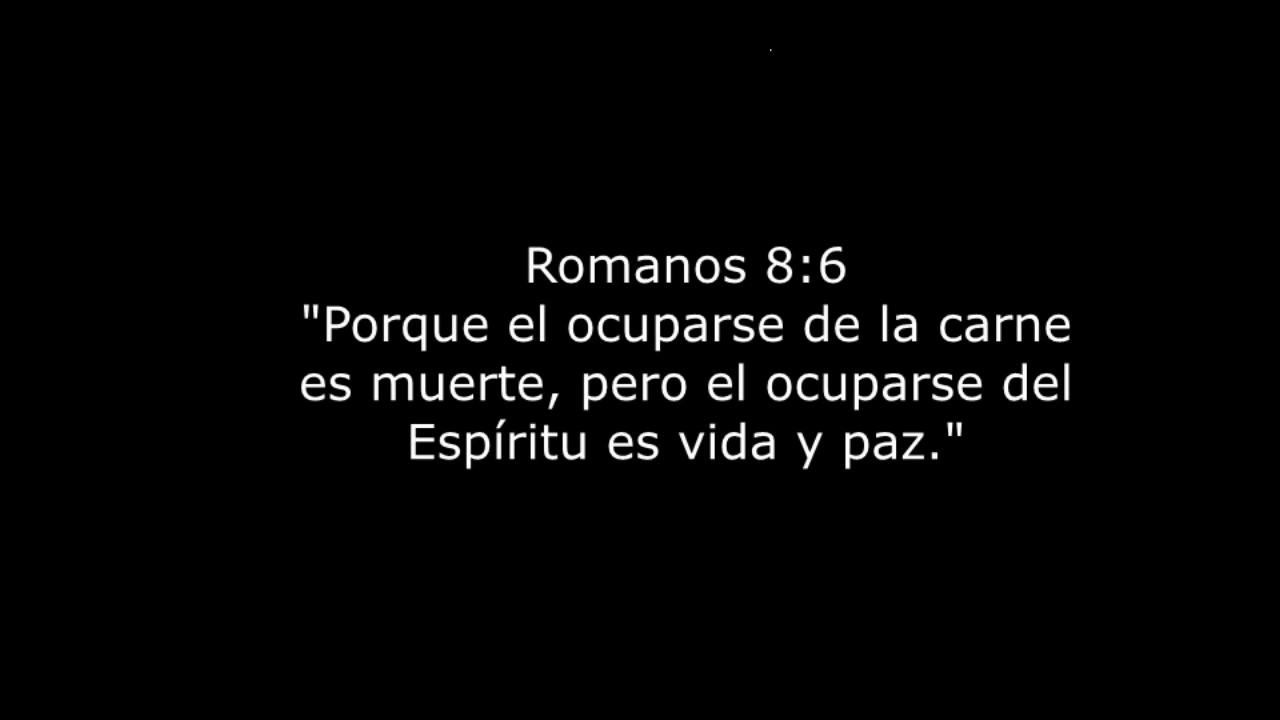 Romanos 8:6
"Porque el ocuparse de la carne
es muerte, pero el ocuparse del
Espíritu es vida y paz."